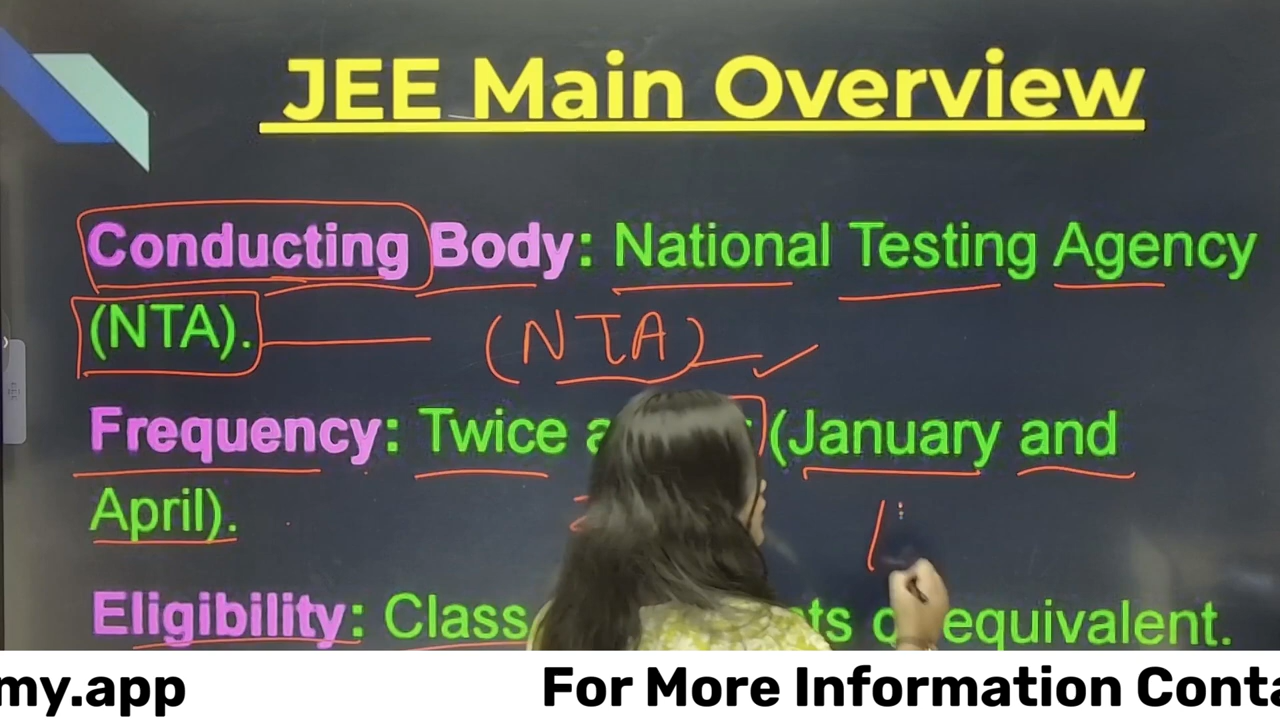 JEE Main Overview
Conducting Body: National Testing Agency
(NTA). (NTA)
Frequency: Twice (January and
April).
Eligibility: Class equivalent.
my.app For More Information